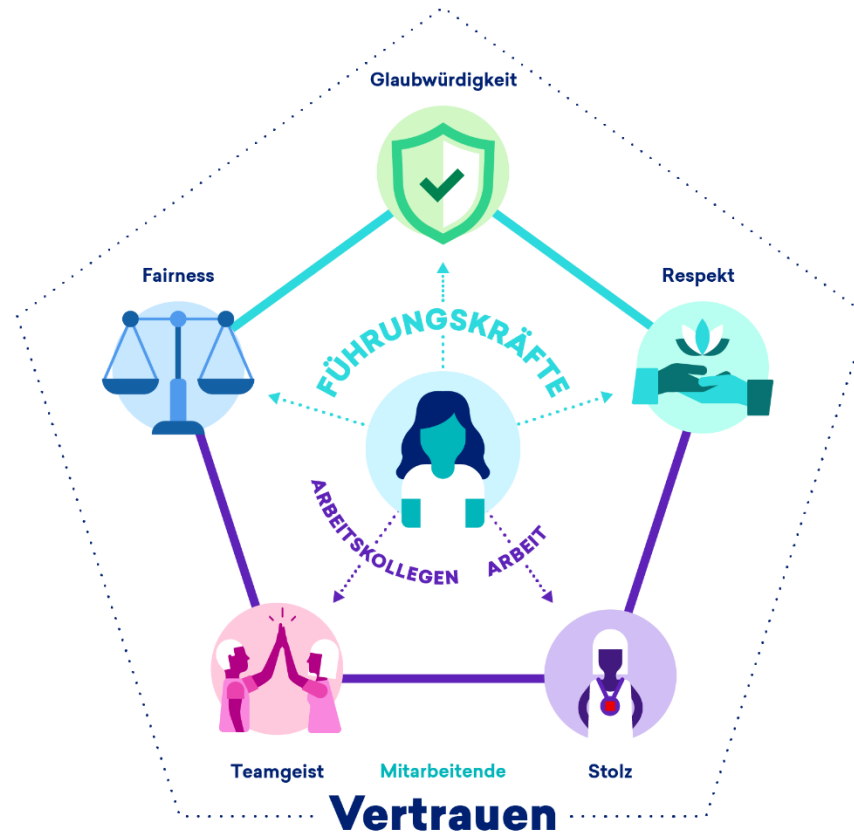 Glaubwürdigkeit
Fairness
Respekt
FÜHRUNGSKRÄFTE
ARBEITSKOLLEGEN
ARBEIT
Teamgeist
Mitarbeitende
Stolz
Vertrauen